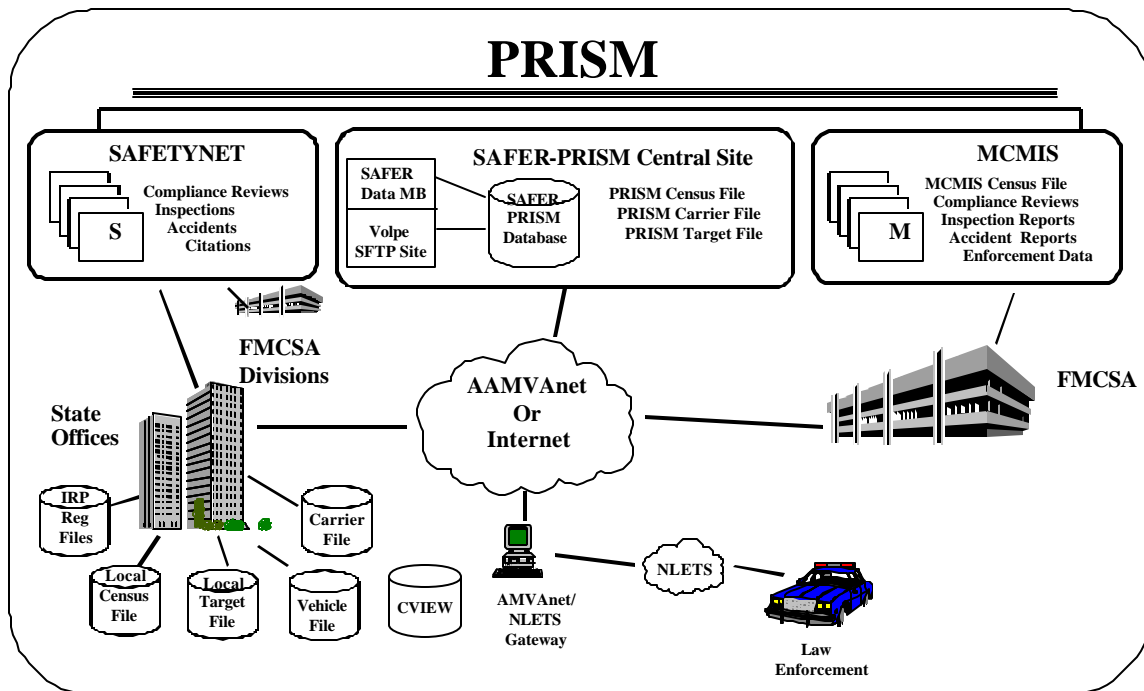 PRISM
SAFETYNET
S
Compliance Reviews
Inspections
Accidents
Citations
SAFER-PRISM Central Site
SAFER
Data MB
Volpe
SFTP Site
SAFER
PRISM
Database
PRISM Census File
PRISM Carrier File
PRISM Target File
MCMIS
M
MCMIS Census File
Compliance Reviews
Inspection Reports
Accident Reports
Enforcement Data
FMCSA
Divisions
AAMVAnet
Or
Internet
FMCSA
State
Offices
IRP
Reg
Files
Carrier
File
Local
Census
File
Local
Target
File
Vehicle
File
CVIEW
AMVAnet/
NLETS
Gateway
NLETS
Law
Enforcement